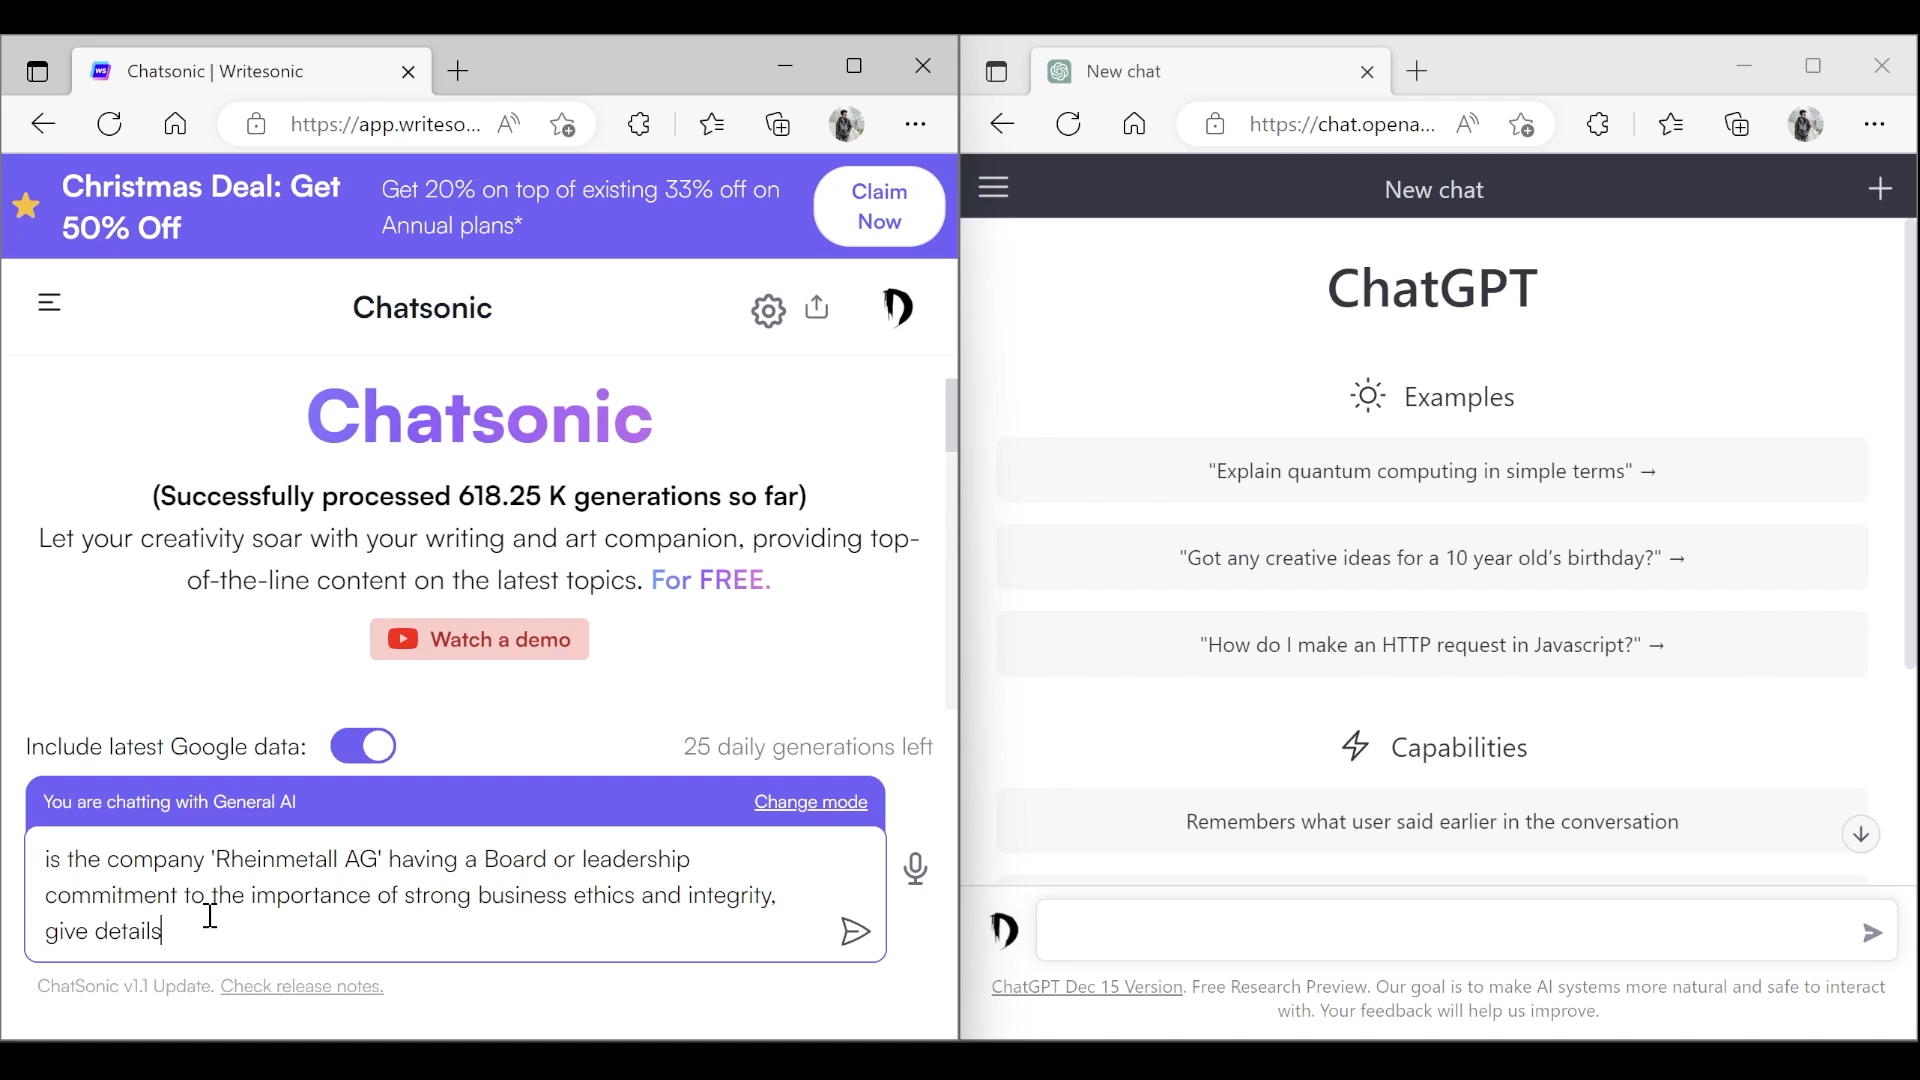 Chatsonic | Writesonic
https://app.writeso...
Christmas Deal: Get
50% Off
Get 20% on top of existing 33% off on
Annual plans*
Claim
Now
Chatsonic
Chatsonic
(Successfully processed 618.25 K generations so far)
Let your creativity soar with your writing and art companion, providing top-
of-the-line content on the latest topics. For FREE.
Watch a demo
Include latest Google data:
25 daily generations left
You are chatting with General AI
Change mode
is the company 'Rheinmetall AG' having a Board or leadership
commitment to the importance of strong business ethics and integrity,
give details
ChatSonic v1.1 Update. Check release notes.
New chat
https://chat.opena...
New chat
ChatGPT
Examples
"Explain quantum computing in simple terms" →
"Got any creative ideas for a 10 year old's birthday?" →
"How do I make an HTTP request in Javascript?" →
Capabilities
Remembers what user said earlier in the conversation
ChatGPT Dec 15 Version. Free Research Preview. Our goal is to make AI systems more natural and safe to interact
with. Your feedback will help us improve.